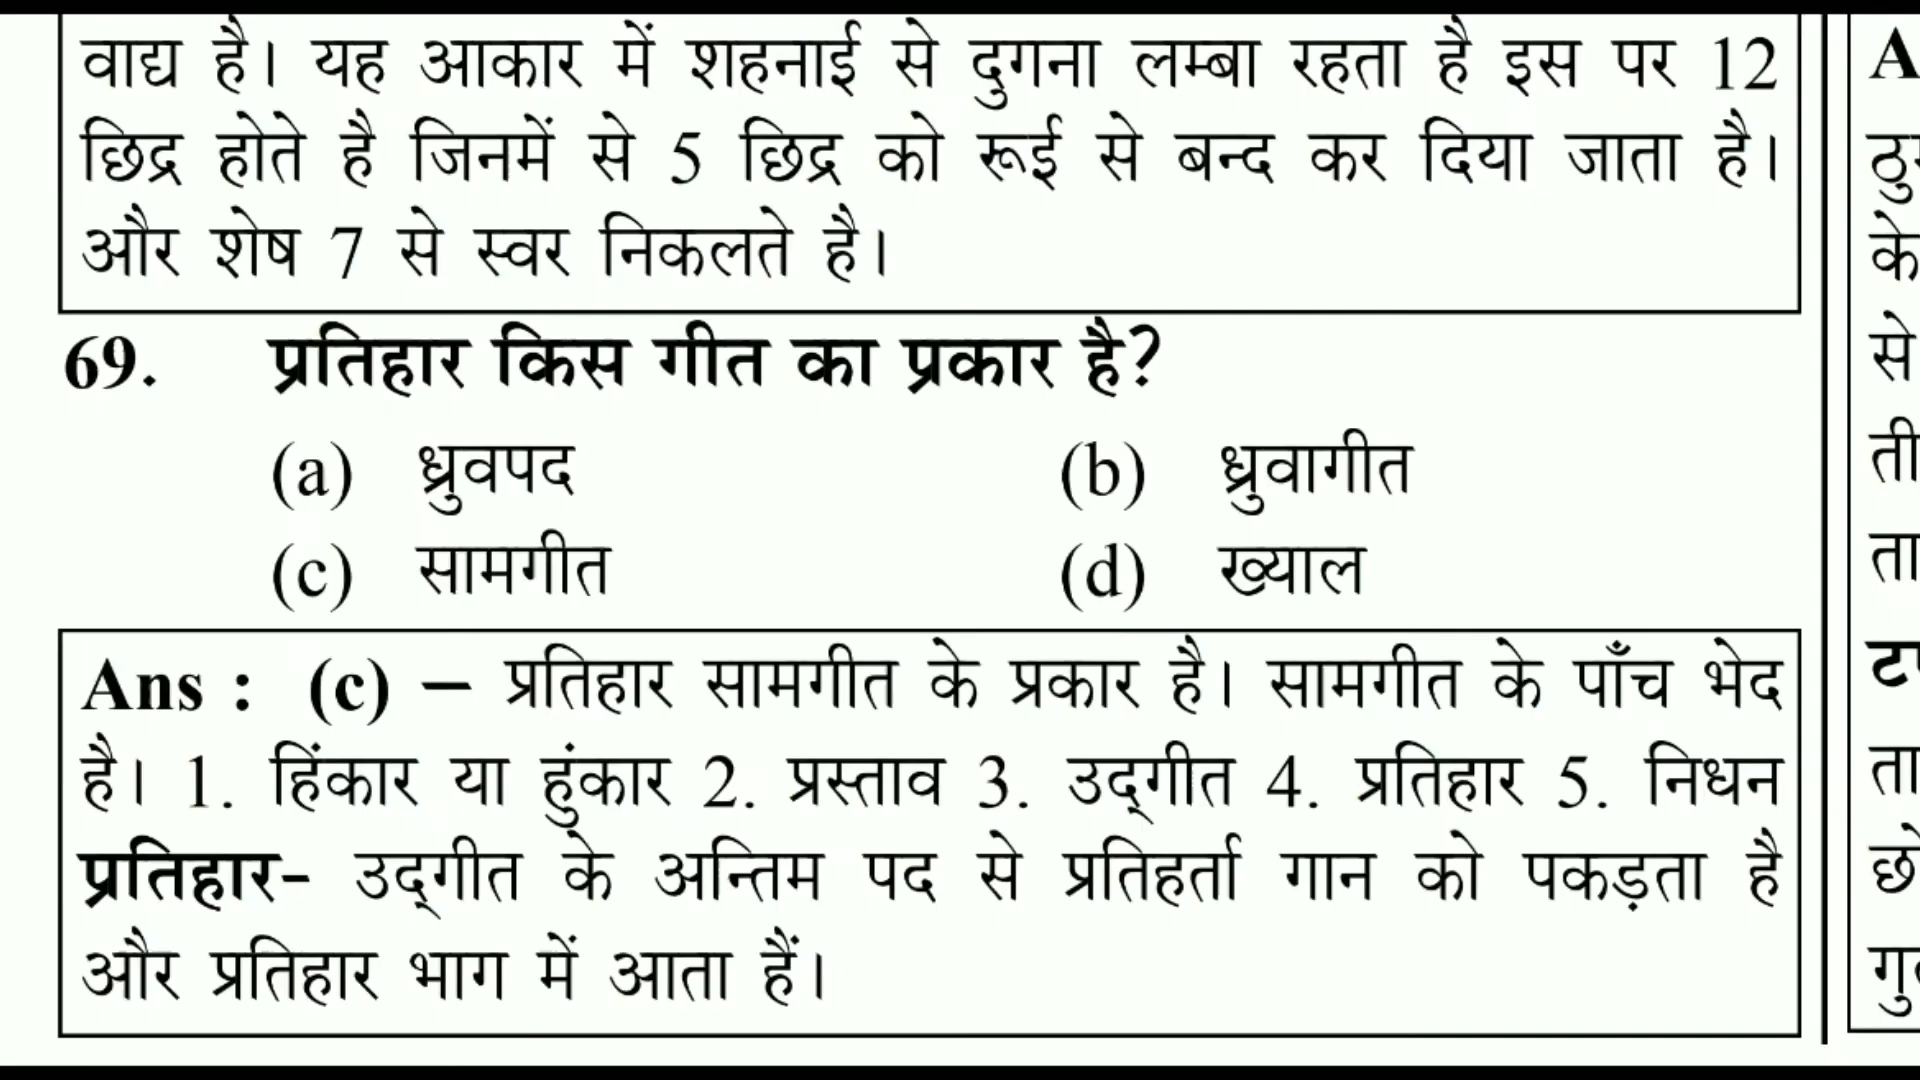 वाद्य है। यह आकार में शहनाई से दुगना लम्बा रहता है इस पर 12
छिद्र होते है जिनमें से 5 छिद्र को रूई से बन्द कर दिया जाता है।
और शेष 7 से स्वर निकलते है।
69. प्रतिहार किस गीत का प्रकार है?
(a) ध्रुवपद (b) ध्रुवागीत
(c) सामगीत (d) ख्याल
Ans : (c) – प्रतिहार सामगीत के प्रकार है। सामगीत के पाँच भेद
है। 1. हिंकार या हुंकार 2. प्रस्ताव 3. उद्‌गीत 4. प्रतिहार 5. निधन
प्रतिहार- उद्‌गीत के अन्तिम पद से प्रतिहर्ता गान को पकड़ता है
और प्रतिहार भाग में आता हैं।
A
के
से